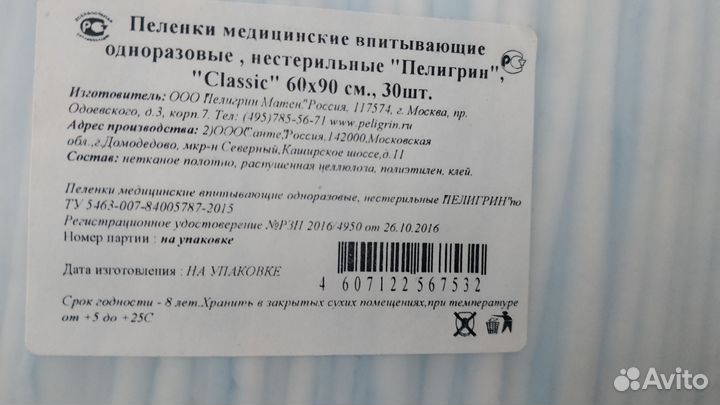 Пеленки медицинские впитывающие
одноразовые , нестерильные "Пелигрин",
"Classic" 60х90 см., 30шт.
Изготовитель: ООО Пелигрин Матен."Россия, 117574, г. Москва, пр.
Одоевского, д.3, корп.7. Тел: (495)785-56-71 www.peligrin.ru
Адрес производства: 2)ОООСанте,Россия,142000,Московская
обл.,г.Домодедово, мкр-н Северный,Каширское шоссе,д.11
Состав: нетканое полотно, распушенная целлюлоза, полиэтилен, клей.
Пеленки медицинские впитывающие одноразовые, нестерильные "ПЕЛИГРИН"по
ТУ 5463-007-84005787-2015
Регистрационное удостоверение №РЗН 2016/4950 от 26.10.2016
Номер партии : на упаковке
Дата изготовления : НА УПАКОВКЕ
4 607122567532
Срок годности - 8 лет.Хранить в закрытых сухих помещениях,при температуре
от +5 до +25С
Avito